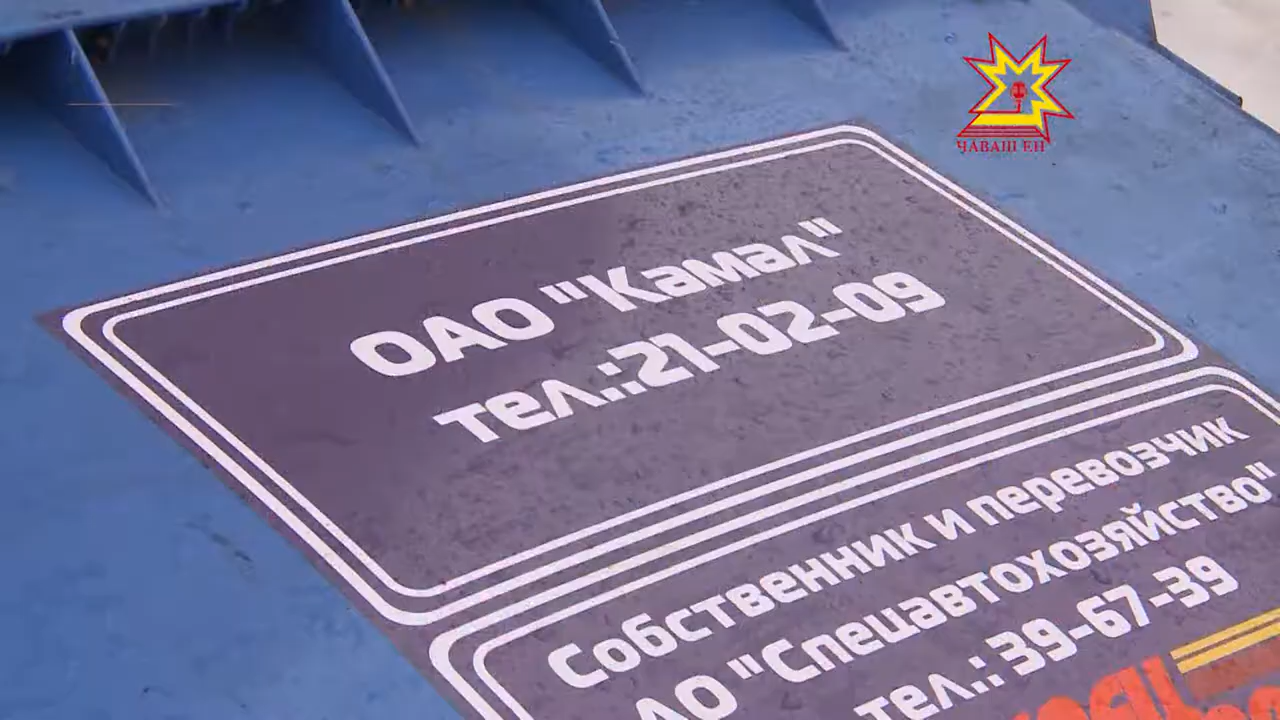 ЧАВАШ ЕН
ОАО "Камал"
тел.:21-02-09
Собственник и перевозчик
АО "Спецавтохозяйство"
тел.: 39-67-39